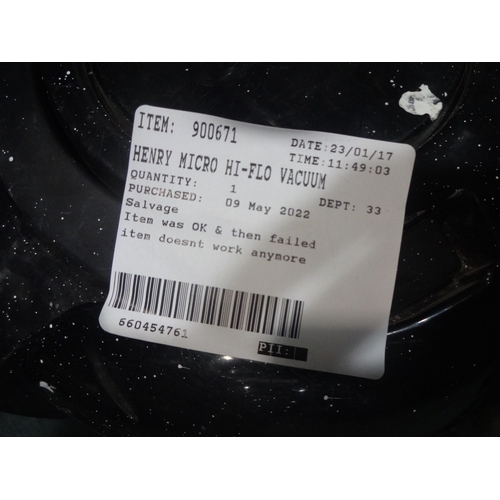 ITEM: 900671 DATE:23/01/17
TIME:11:49:03
HENRY MICRO HI-FLO VACUUM
QUANTITY: 1 DEPT: 33
PURCHASED: 09 May 2022
Salvage
Item was OK & then failed
item doesnt work anymore
660454761 PII: